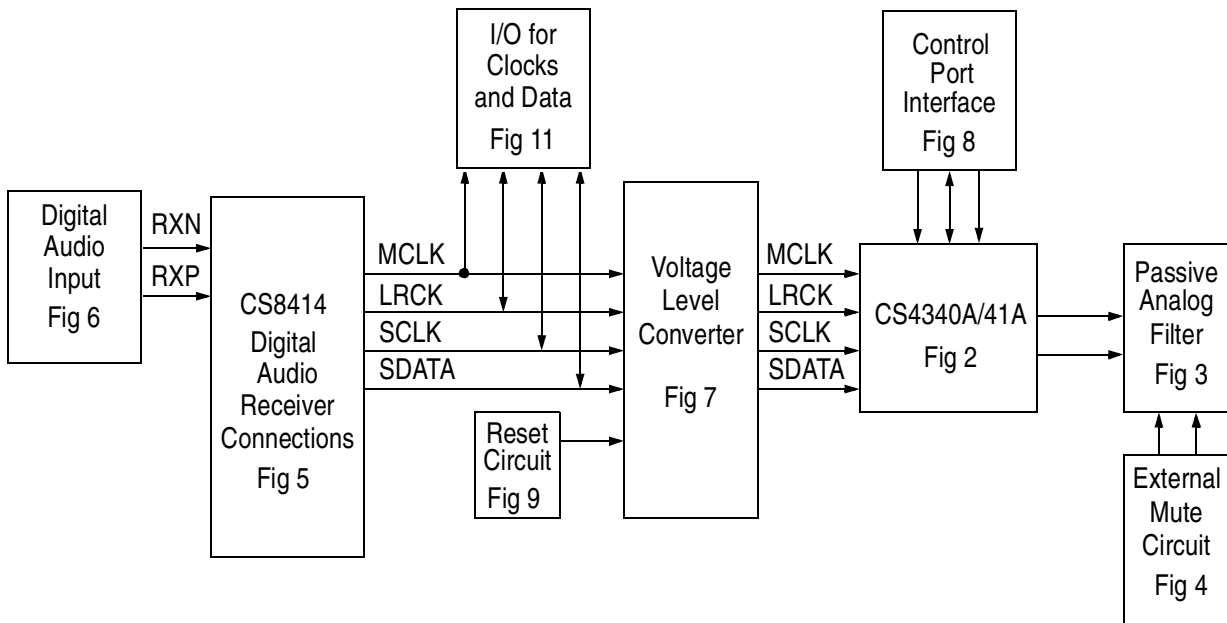 I/O for
Clocks
and Data
Fig 11
Control
Port
Interface
Fig 8
Digital
Audio
Input
Fig 6
RXN
RXP
CS8414
Digital
Audio
Receiver
Connections
Fig 5
MCLK
LRCK
SCLK
SDATA
Reset
Circuit
Fig 9
Voltage
Level
Converter
Fig 7
MCLK
LRCK
SCLK
SDATA
CS4340A/41A
Fig 2
Passive
Analog
Filter
Fig 3
External
Mute
Circuit
Fig 4